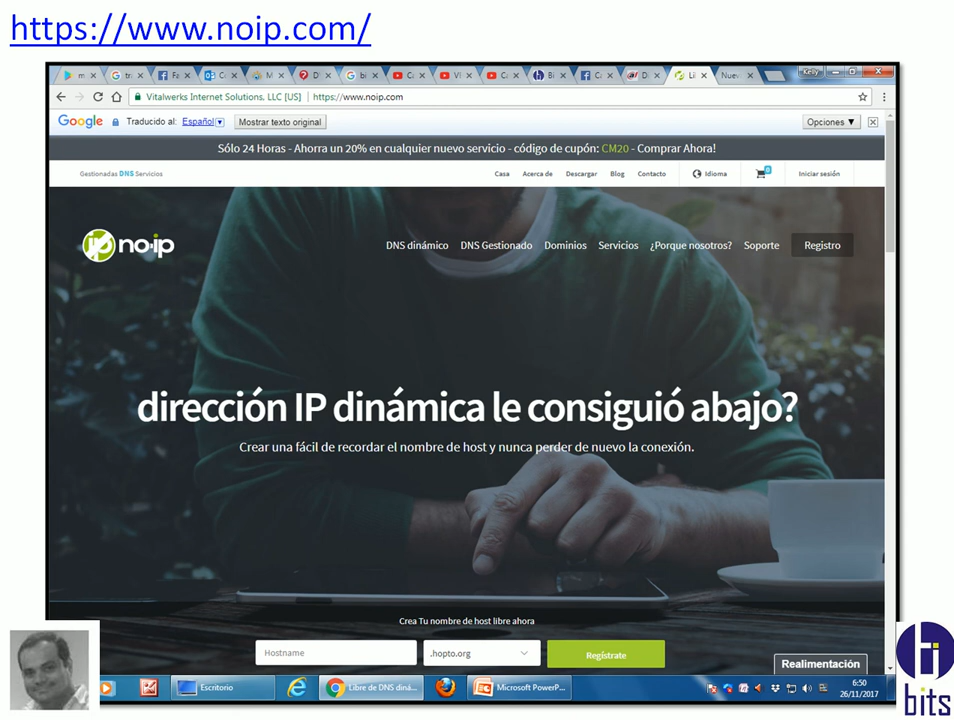 https://www.noip.com/
Kelly
Vitalwerks Internet Solutions, LLC [US] | https://www.noip.com
Google Traducido al: Español Mostrar texto original Opciones ▼
Sólo 24 Horas - Ahorra un 20% en cualquier nuevo servicio - código de cupón: CM20 - Comprar Ahora!
Gestionadas DNS Servicios Casa Acerca de Descargar Blog Contacto Idioma 0 Iniciar sesión
no-ip DNS dinámico DNS Gestionado Dominios Servicios ¿Porque nosotros? Soporte Registro
dirección IP dinámica le consiguió abajo?
Crear una fácil de recordar el nombre de host y nunca perder de nuevo la conexión.
Crea Tu nombre de host libre ahora
Hostname .hopto.org Regístrate
Realimentación
Escritorio Libre de DNS diná... Microsoft PowerP... 6:50
26/11/2017
bits